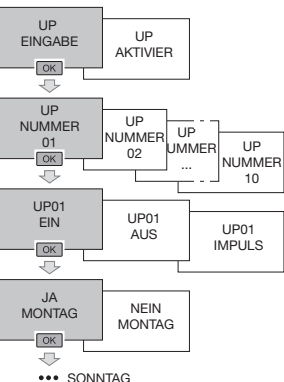 UP
EINGABE
OK
UP
AKTIVIER
UP
NUMMER
01
OK
UP
NUMMER
02
UP
UMMER
...
UP
NUMMER
10
UP01
EIN
OK
UP01
AUS
UP01
IMPULS
JA
MONTAG
OK
NEIN
MONTAG
••• SONNTAG